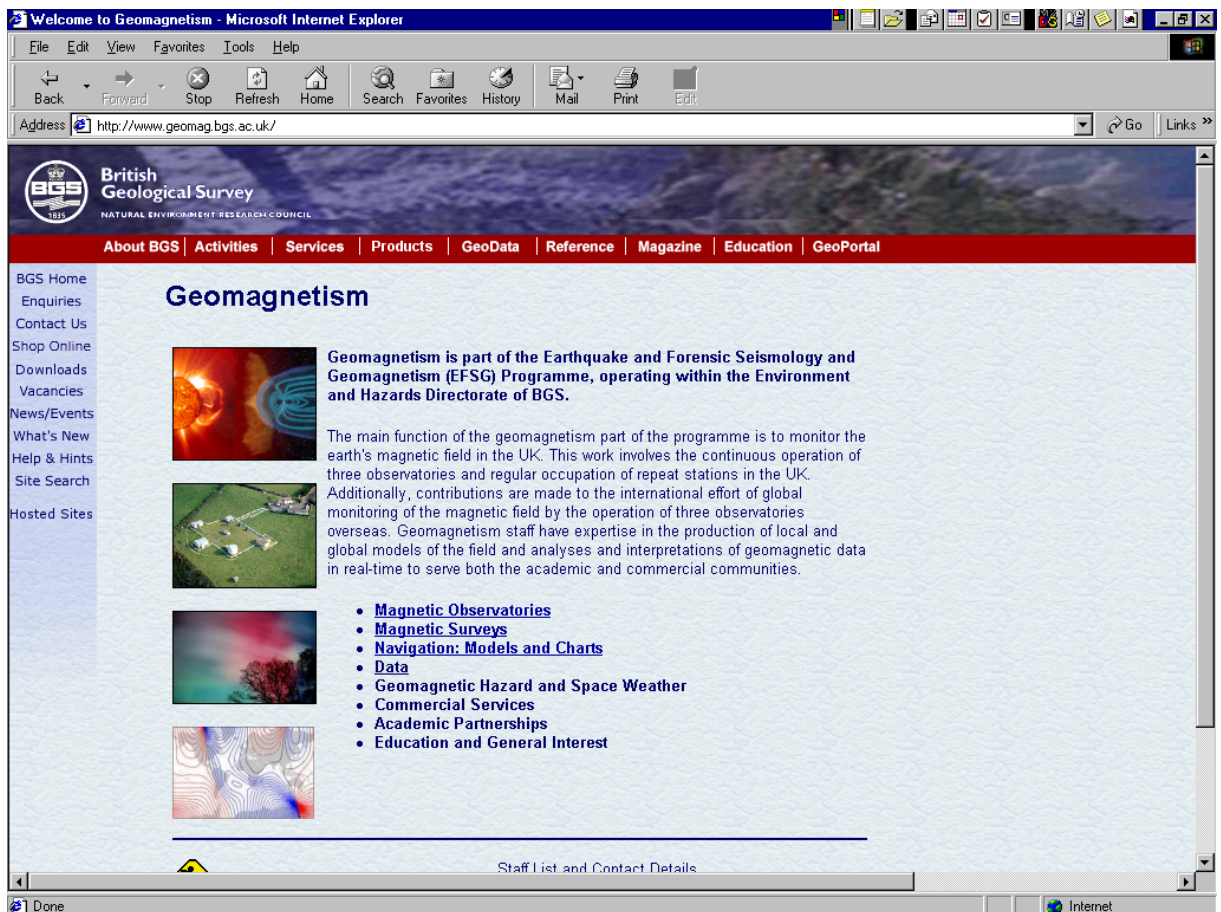 Welcome to Geomagnetism - Microsoft Internet Explorer
File Edit View Favorites Tools Help
Back Forward Stop Refresh Home Search Favorites History Mail Print Edit
Address http://www.geomag.bgs.ac.uk/ Go Links »
BGS
1835
British
Geological Survey
NATURAL ENVIRONMENT RESEARCH COUNCIL
About BGS | Activities | Services | Products | GeoData | Reference | Magazine | Education | GeoPortal
BGS Home
Enquiries
Contact Us
Shop Online
Downloads
Vacancies
News/Events
What's New
Help & Hints
Site Search
Hosted Sites
Geomagnetism
Geomagnetism is part of the Earthquake and Forensic Seismology and
Geomagnetism (EFSG) Programme, operating within the Environment
and Hazards Directorate of BGS.
The main function of the geomagnetism part of the programme is to monitor the
earth's magnetic field in the UK. This work involves the continuous operation of
three observatories and regular occupation of repeat stations in the UK.
Additionally, contributions are made to the international effort of global
monitoring of the magnetic field by the operation of three observatories
overseas. Geomagnetism staff have expertise in the production of local and
global models of the field and analyses and interpretations of geomagnetic data
in real-time to serve both the academic and commercial communities.
• Magnetic Observatories
• Magnetic Surveys
• Navigation: Models and Charts
• Data
• Geomagnetic Hazard and Space Weather
• Commercial Services
• Academic Partnerships
• Education and General Interest
Staff List and Contact Details
Done Internet